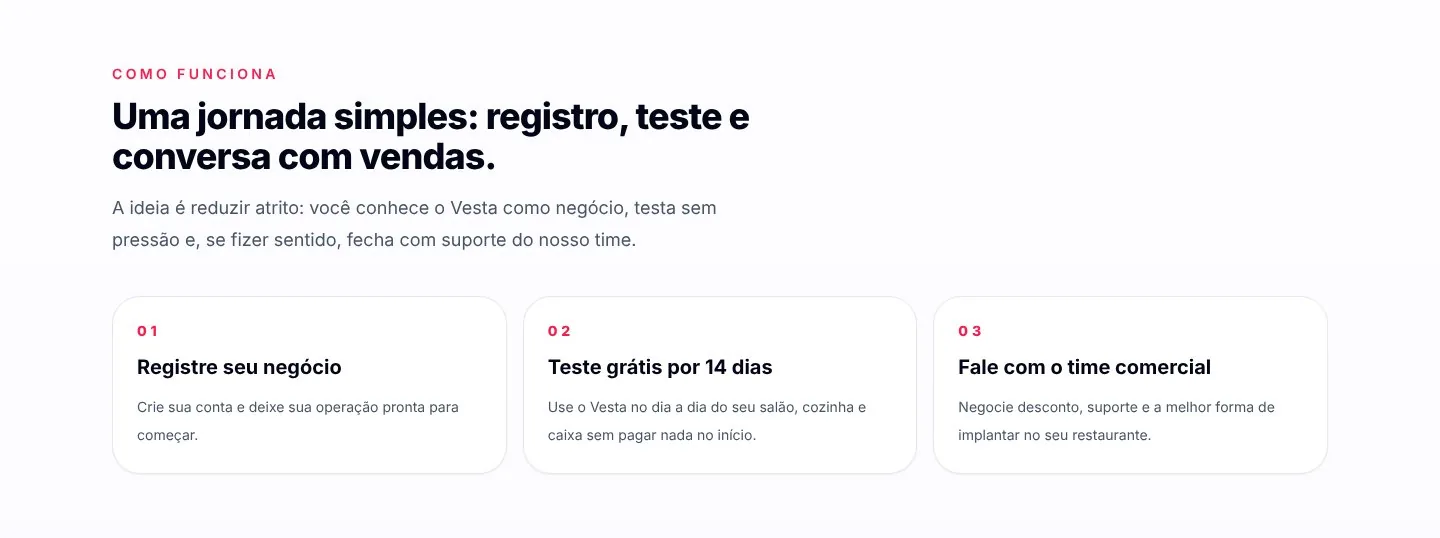 COMO FUNCIONA
Uma jornada simples: registro, teste e
conversa com vendas.
A ideia é reduzir atrito: você conhece o Vesta como negócio, testa sem
pressão e, se fizer sentido, fecha com suporte do nosso time.
01
Registre seu negócio
Crie sua conta e deixe sua operação pronta para
começar.
02
Teste grátis por 14 dias
Use o Vesta no dia a dia do seu salão, cozinha e
caixa sem pagar nada no início.
03
Fale com o time comercial
Negocie desconto, suporte e a melhor forma de
implantar no seu restaurante.